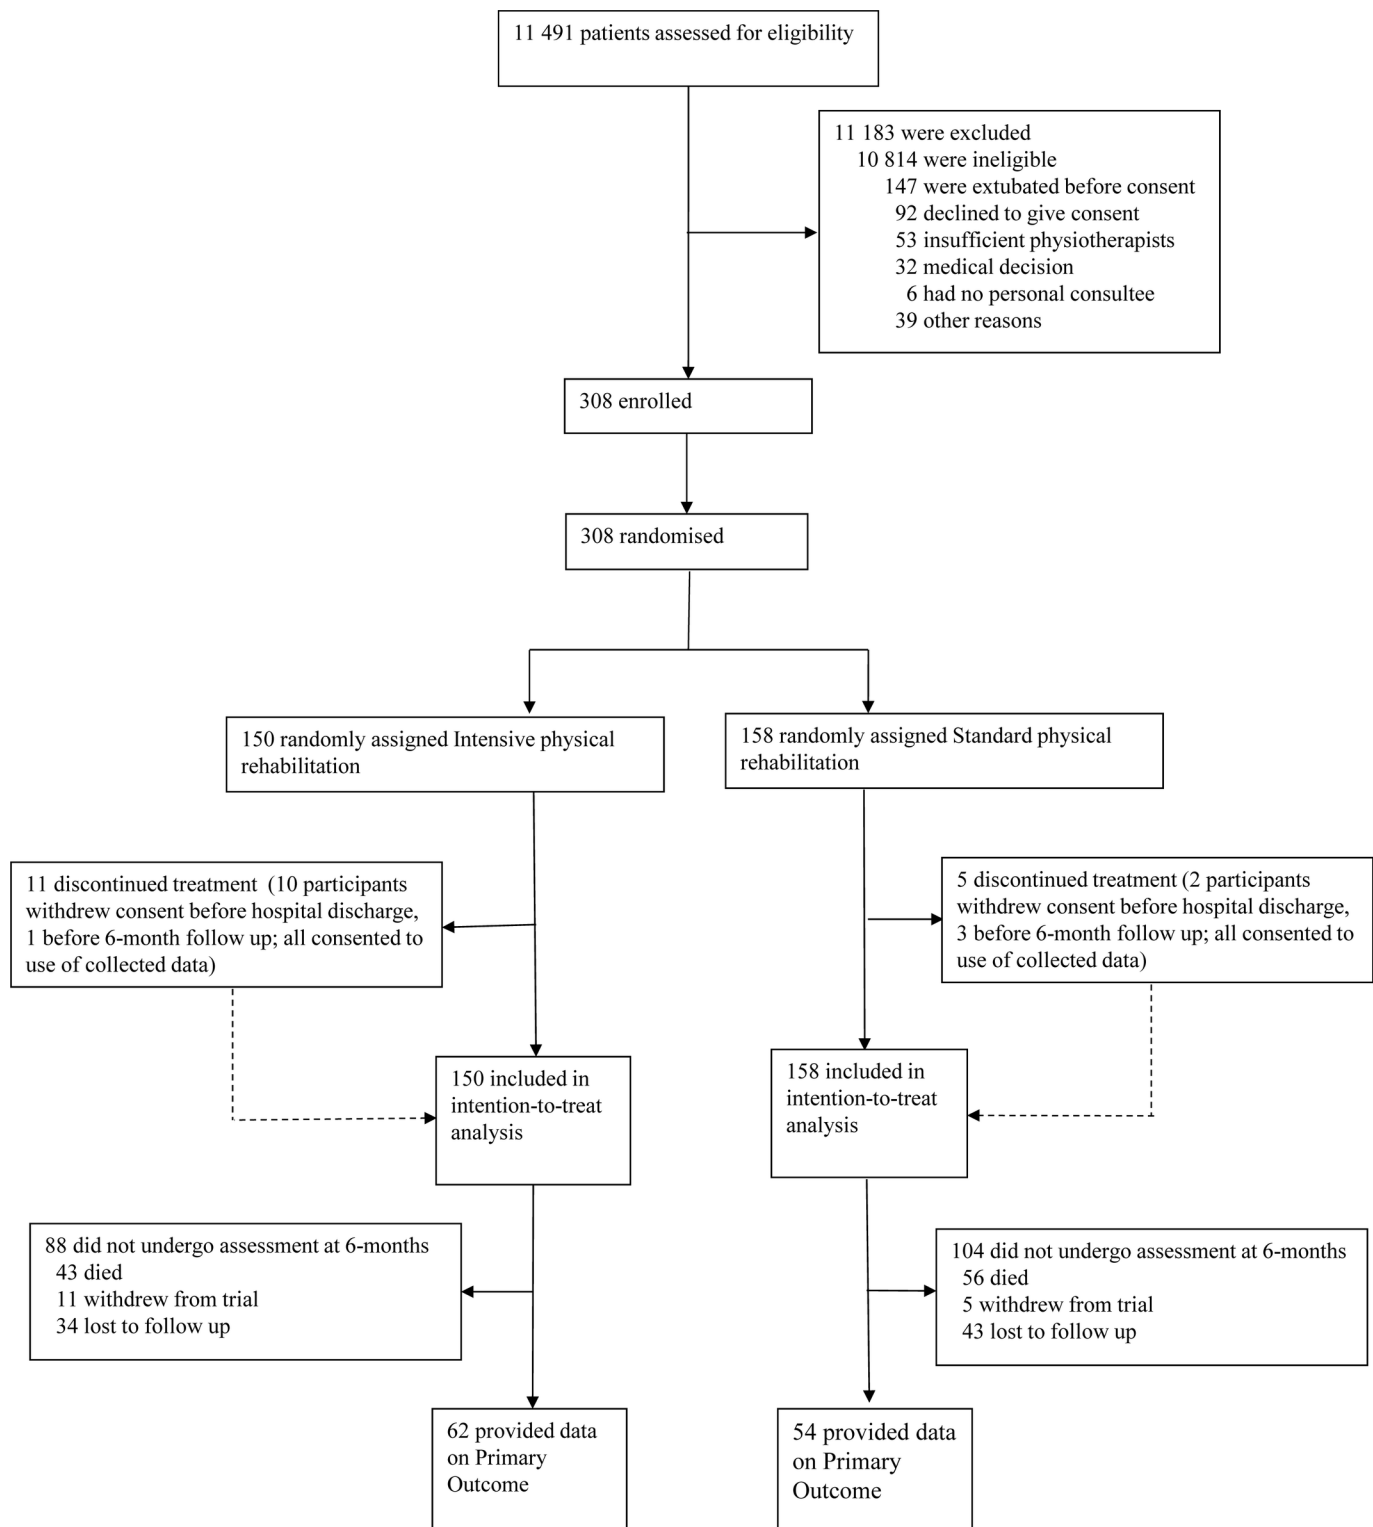 11 491 patients assessed for eligibility
11 183 were excluded
10 814 were ineligible
147 were extubated before consent
92 declined to give consent
53 insufficient physiotherapists
32 medical decision
6 had no personal consultee
39 other reasons
308 enrolled
308 randomised
150 randomly assigned Intensive physical
rehabilitation
158 randomly assigned Standard physical
rehabilitation
11 discontinued treatment (10 participants
withdrew consent before hospital discharge,
1 before 6-month follow up; all consented to
use of collected data)
5 discontinued treatment (2 participants
withdrew consent before hospital discharge,
3 before 6-month follow up; all consented to
use of collected data)
150 included in
intention-to-treat
analysis
158 included in
intention-to-treat
analysis
88 did not undergo assessment at 6-months
43 died
11 withdrew from trial
34 lost to follow up
104 did not undergo assessment at 6-months
56 died
5 withdrew from trial
43 lost to follow up
62 provided data
on Primary
Outcome
54 provided data
on Primary
Outcome